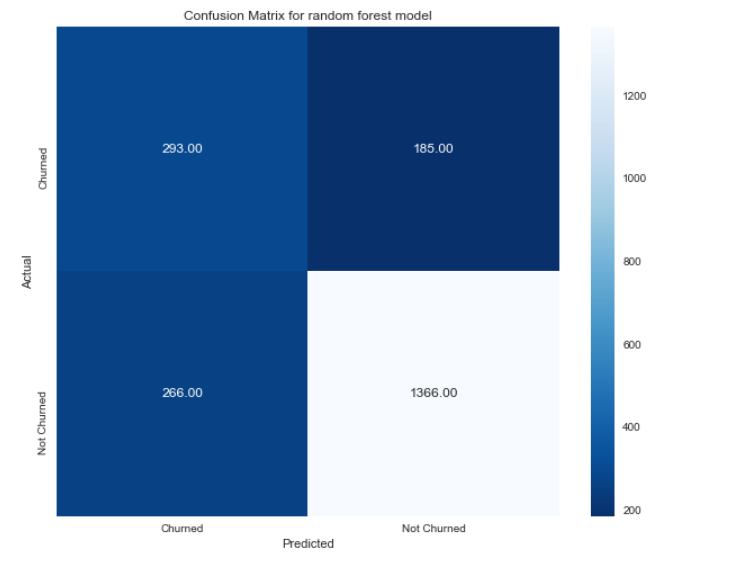 Confusion Matrix for random forest model
Churned
293.00
185.00
Actual
Not Churned
266.00
1366.00
Churned
Not Churned
Predicted
1200
1000
800
600
400
200